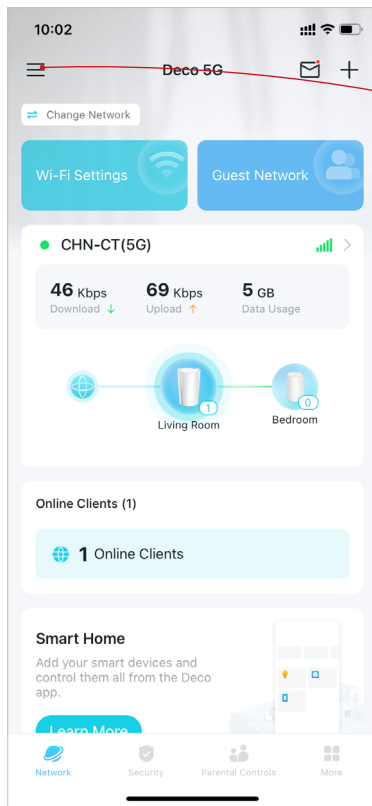 10:02
Deco 5G
Change Network
Wi-Fi Settings
Guest Network
CHN-CT(5G)
46 Kbps
69 Kbps
5 GB
Download ↓
Upload ↑
Data Usage
1
0
Living Room
Bedroom
Online Clients (1)
1 Online Clients
Smart Home
Add your smart devices and
control them all from the Deco
app.
Learn More
Network
Security
Parental Controls
More